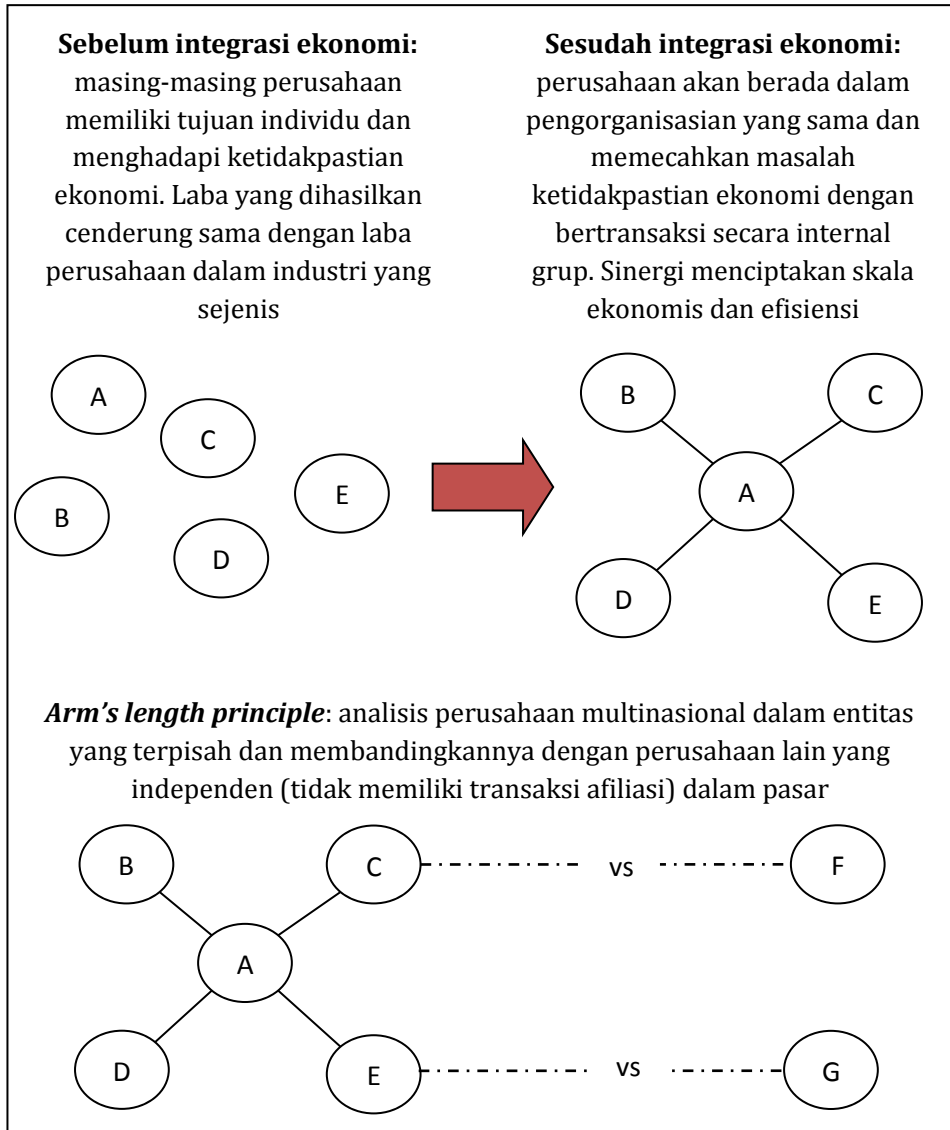 Sebelum integrasi ekonomi:
masing-masing perusahaan
memiliki tujuan individu dan
menghadapi ketidakpastian
ekonomi. Laba yang dihasilkan
cenderung sama dengan laba
perusahaan dalam industri yang
sejenis
Sesudah integrasi ekonomi:
perusahaan akan berada dalam
pengorganisasian yang sama dan
memecahkan masalah
ketidakpastian ekonomi dengan
bertransaksi secara internal
grup. Sinergi menciptakan skala
ekonomis dan efisiensi
A
C
E
B
D
B
C
A
D
E
Arm's length principle: analisis perusahaan multinasional dalam entitas
yang terpisah dan membandingkannya dengan perusahaan lain yang
independen (tidak memiliki transaksi afiliasi) dalam pasar
B
C
vs
F
A
D
E
vs
G